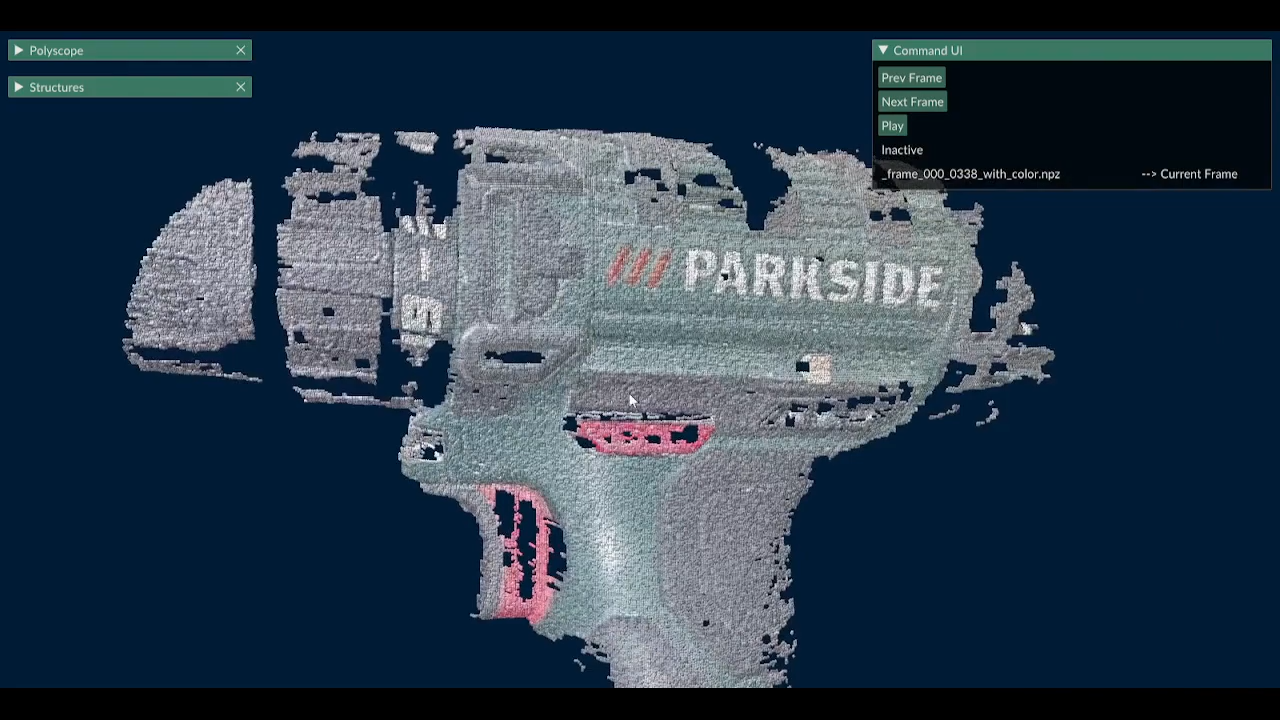 Polyscope
Structures
Command UI
Prev Frame
Next Frame
Play
Inactive
_frame_000_0338_with_color.npz --> Current Frame
PARKSIDE